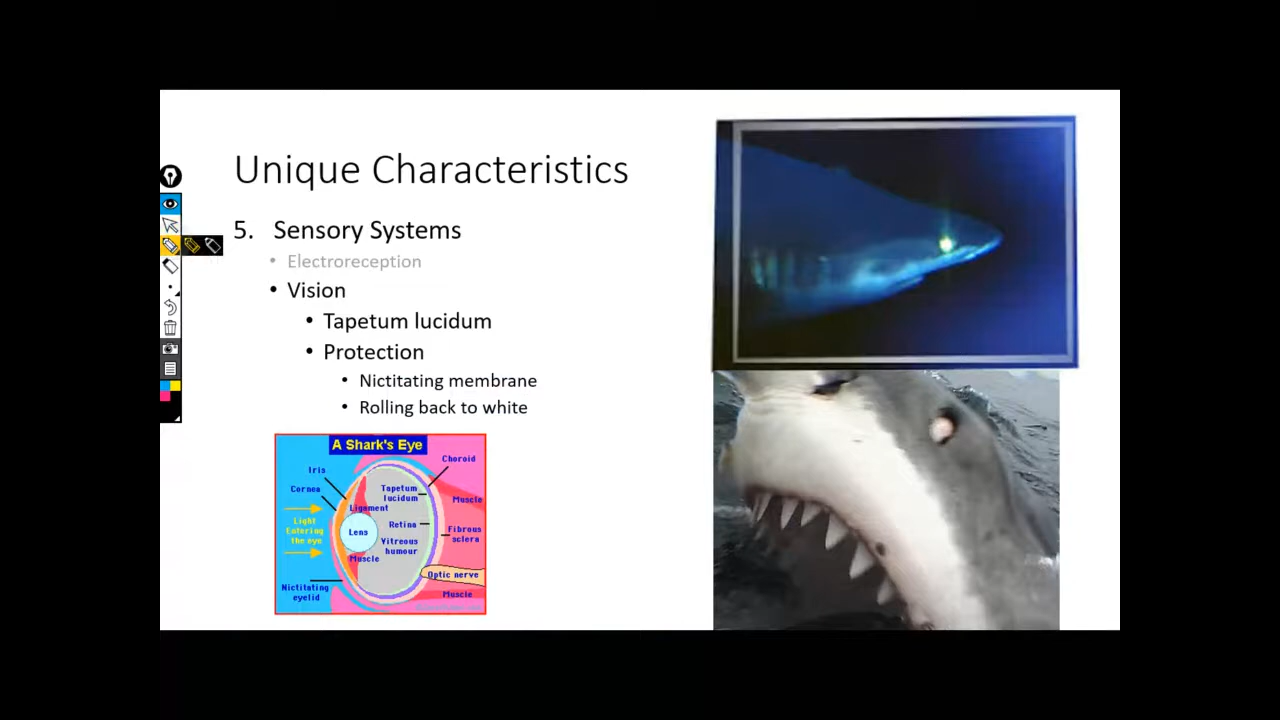 Unique Characteristics
5. Sensory Systems
• Electroreception
• Vision
• Tapetum lucidum
• Protection
• Nictitating membrane
• Rolling back to white
A Shark's Eye
Iris
Choroid
Cornea
Tapetum
lucidum
Muscle
Ligament
Light
Entering
the eye
Lens
Retina
Fibrous
sclera
Vitreous
humour
Muscle
Optic nerve
Nictitating
eyelid
Muscle